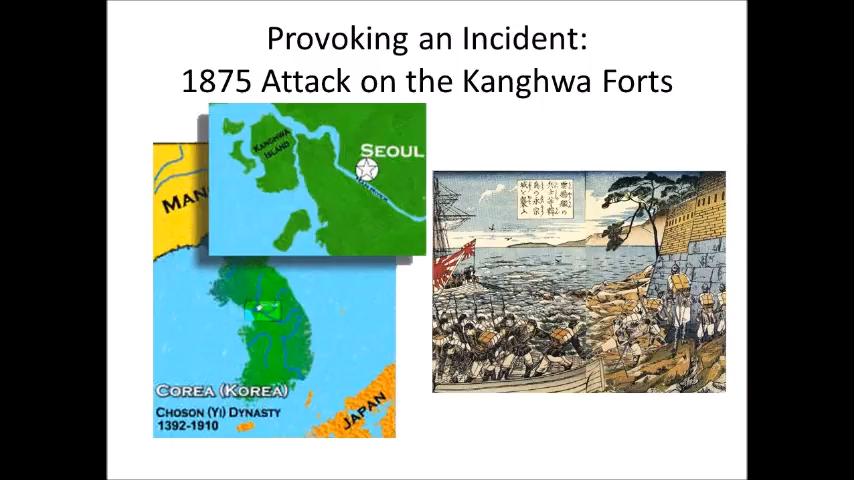 Provoking an Incident:
1875 Attack on the Kanghwa Forts
KANGHWA
ISLAND
SEOUL
MAN
COREA (KOREA)
CHOSON (YI) DYNASTY
1392-1910
JAPAN